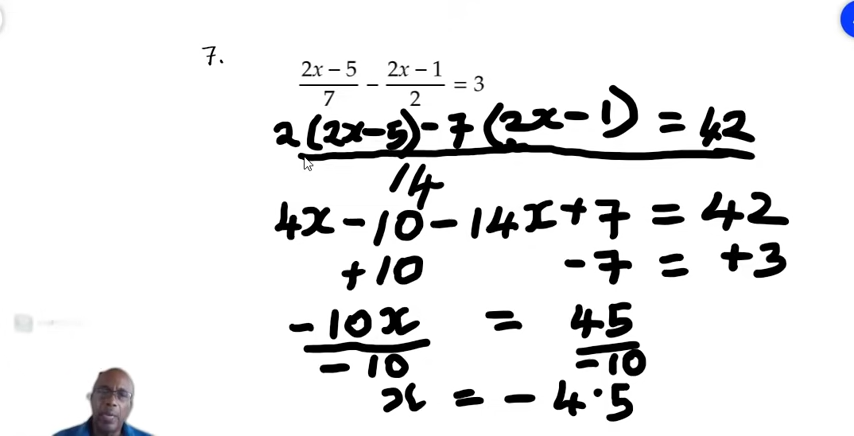 7.
(2x − 5)/7 − (2x − 1)/2 = 3
2(2x−5)−7(2x−1) = 42
14
4x −10 −14x +7 = 42
+10 −7 = +3
−10x = 45
−10 −10
x = −4.5